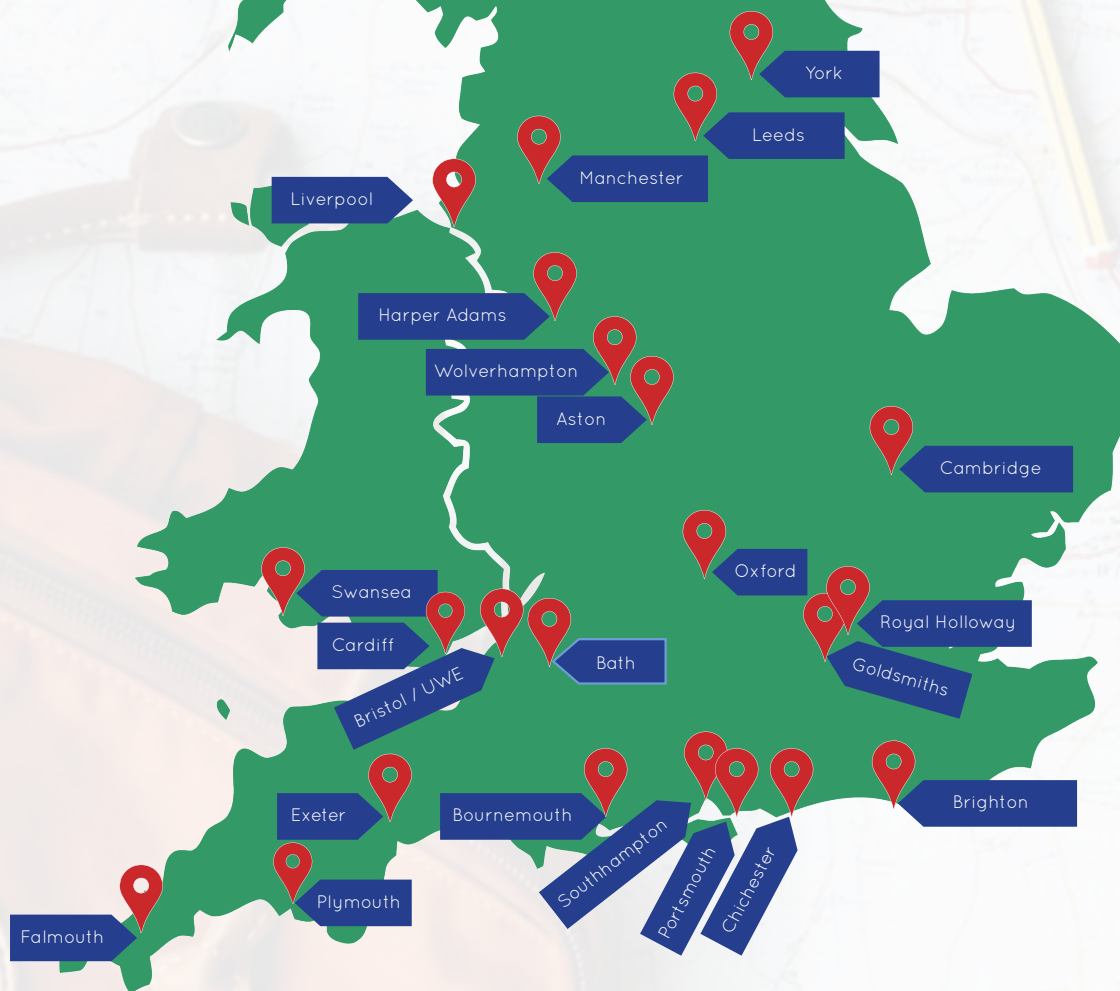 York
Leeds
Manchester
Liverpool
Harper Adams
Wolverhampton
Aston
Cambridge
Oxford
Swansea
Royal Holloway
Cardiff
Bath
Goldsmiths
Bristol / UWE
Brighton
Exeter
Bournemouth
Southhampton
Portsmouth
Chichester
Plymouth
Falmouth